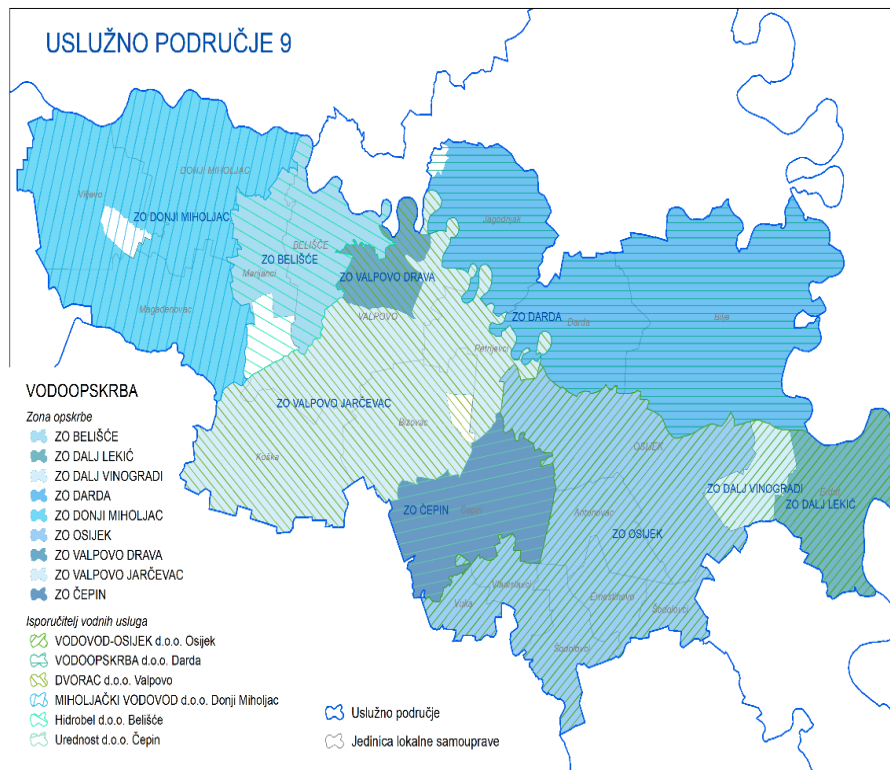 USLUŽNO PODRUČJE 9
DONJI MIHOLJAC
Viljevo
ZO DONJI MIHOLJAC
Jagodnjak
BELIŠĆE
ZO BELIŠĆE
Marijanci
ZO VALPOVO DRAVA
Magadenovac
VALPOVO
ZO DARDA
Darda
Bilje
Petrijevci
ZO VALPOVO JARČEVAC
Bizovac
Koška
OSIJEK
ZO DALJ VINOGRADI
Erdut
ZO DALJ LEKIĆ
ZO ČEPIN
Čepin
Antunovac
ZO OSIJEK
Vladislavci
Vuka
Ernestinovo
Šodolovci
Šodolovci
VODOOPSKRBA
Zona opskrbe
ZO BELIŠĆE
ZO DALJ LEKIĆ
ZO DALJ VINOGRADI
ZO DARDA
ZO DONJI MIHOLJAC
ZO OSIJEK
ZO VALPOVO DRAVA
ZO VALPOVO JARČEVAC
ZO ČEPIN
Isporučitelj vodnih usluga
VODOVOD-OSIJEK d.o.o. Osijek
VODOOPSKRBA d.o.o. Darda
DVORAC d.o.o. Valpovo
MIHOLJAČKI VODOVOD d.o.o. Donji Miholjac
Hidrobel d.o.o. Belišće
Urednost d.o.o. Čepin
Uslužno područje
Jedinica lokalne samouprave